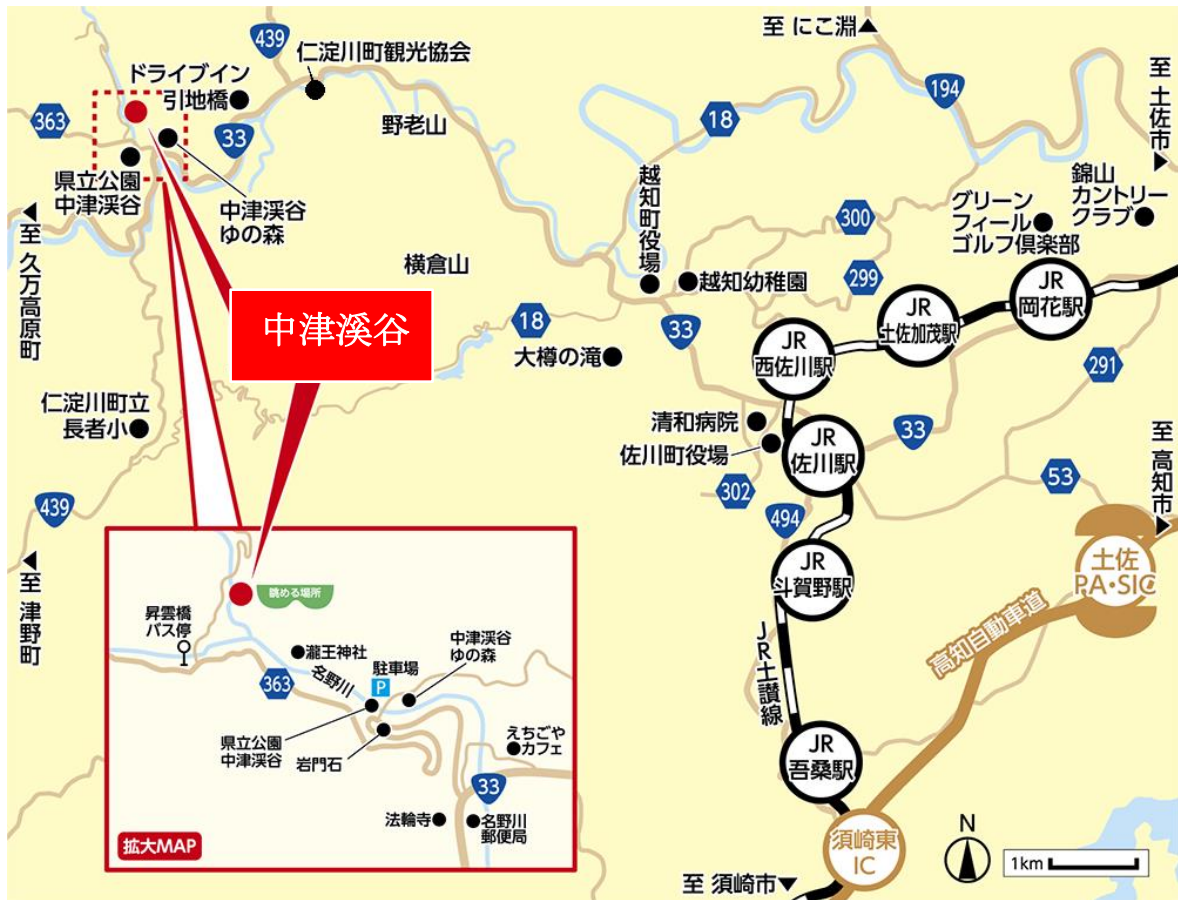 至 にこ淵
439
仁淀川町観光協会
ドライブイン
引地橋
194
至 土佐市
363
33
野老山
18
県立公園
中津渓谷
中津渓谷
ゆの森
越知町役場
錦山
カントリー
クラブ
グリーン
フィール
ゴルフ倶楽部
300
至 久万高原町
横倉山
越知幼稚園
299
JR
岡花駅
中津溪谷
18
33
JR
土佐加茂駅
大樽の滝
JR
西佐川駅
291
仁淀川町立
長者小
清和病院
佐川町役場
JR
佐川駅
33
至 高知市
439
302
494
53
至 津野町
JR
斗賀野駅
土佐
PA・SIC
高知自動車道
JR土讃線
眺める場所
昇雲橋
バス停
瀧王神社
名野川
駐車場
P
中津渓谷
ゆの森
363
県立公園
中津渓谷
岩門石
えちごや
カフェ
33
法輪寺
名野川
郵便局
拡大MAP
JR
吾桑駅
須崎東
IC
至 須崎市
N
1km